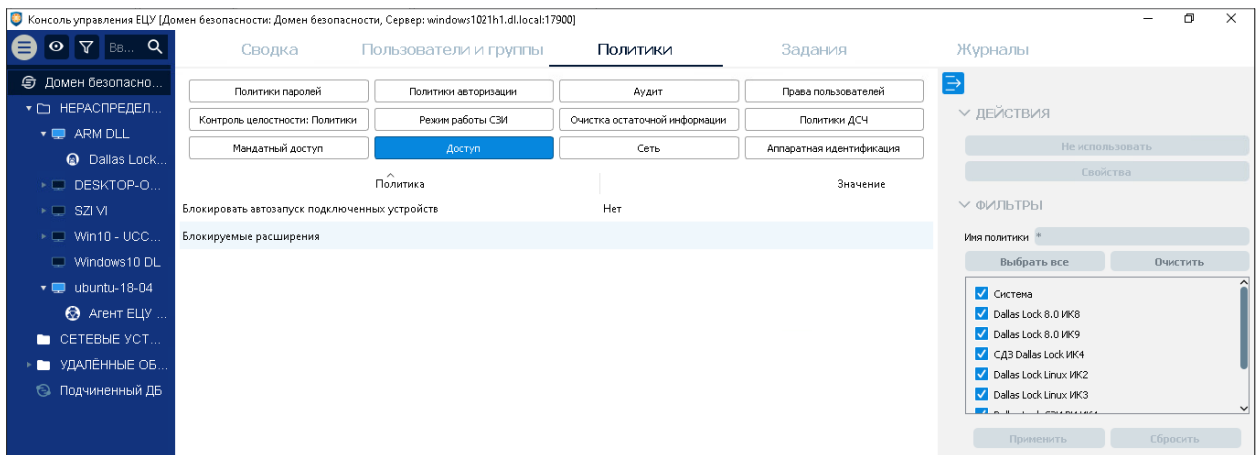 Консоль управления ЕЦУ [Домен безопасности: Домен безопасности, Сервер: windows1021h1.dl.local:17900]
Вв...
Сводка Пользователи и группы Политики Задания Журналы
Домен безопасно...
НЕРАСПРЕДЕЛ...
ARM DLL
Dallas Lock...
DESKTOP-O...
SZI VI
Win10 - UCC...
Windows10 DL
ubuntu-18-04
Агент ЕЦУ ...
СЕТЕВЫЕ УСТ...
УДАЛЁННЫЕ ОБ...
Подчиненный ДБ
Политики паролей Политики авторизации Аудит Права пользователей
Контроль целостности: Политики Режим работы СЗИ Очистка остаточной информации Политики ДСЧ
Мандатный доступ Доступ Сеть Аппаратная идентификация
Политика Значение
Блокировать автозапуск подключенных устройств Нет
Блокируемые расширения
ДЕЙСТВИЯ
Не использовать
Свойства
ФИЛЬТРЫ
Имя политики *
Выбрать все Очистить
Система
Dallas Lock 8.0 ИК8
Dallas Lock 8.0 ИК9
СДЗ Dallas Lock ИК4
Dallas Lock Linux ИК2
Dallas Lock Linux ИК3
Применить Сбросить